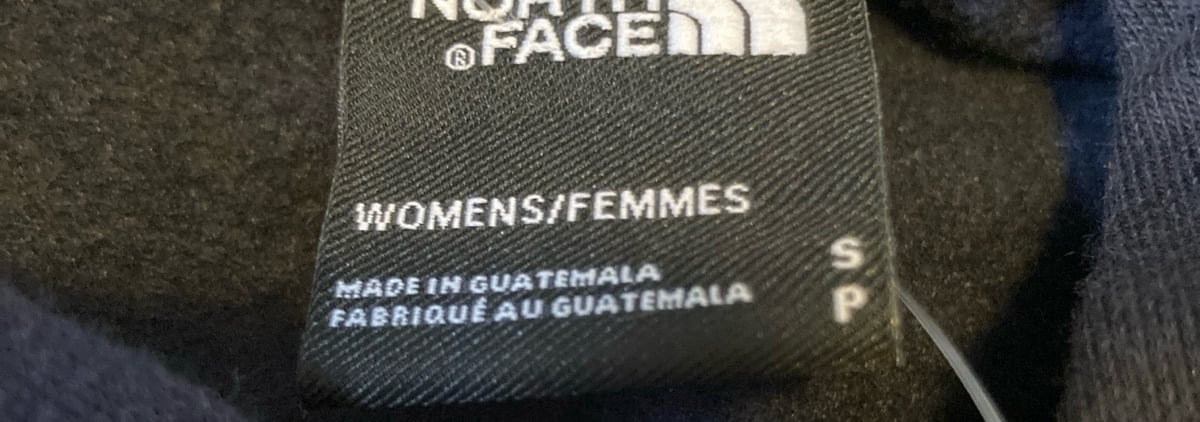 NORTH
® FACE
WOMENS/FEMMES
S
MADE IN GUATEMALA
FABRIQUÉ AU GUATEMALA
P